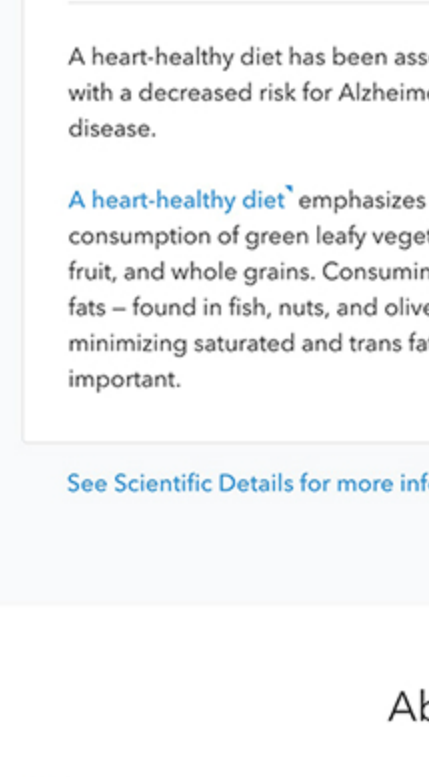 A heart-healthy diet has been ass
with a decreased risk for Alzheim
disease.
A heart-healthy diet emphasizes
consumption of green leafy veget
fruit, and whole grains. Consumin
fats – found in fish, nuts, and olive
minimizing saturated and trans fa
important.
See Scientific Details for more inf
Ab